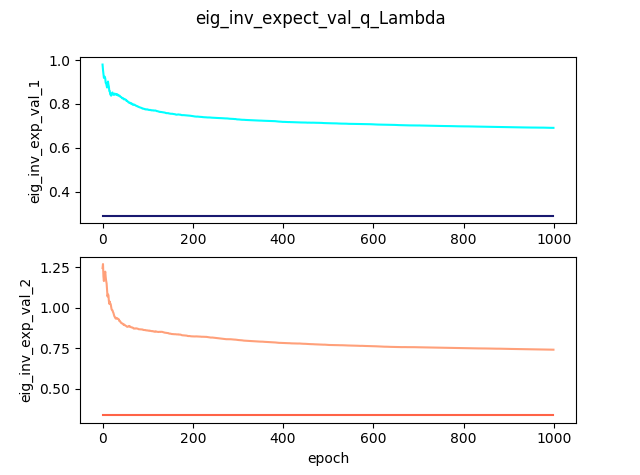 eig_inv_expect_val_q_Lambda
eig_inv_exp_val_1
1.0
0.8
0.6
0.4
0 200 400 600 800 1000
eig_inv_exp_val_2
1.25
1.00
0.75
0.50
0 200 400 600 800 1000
epoch